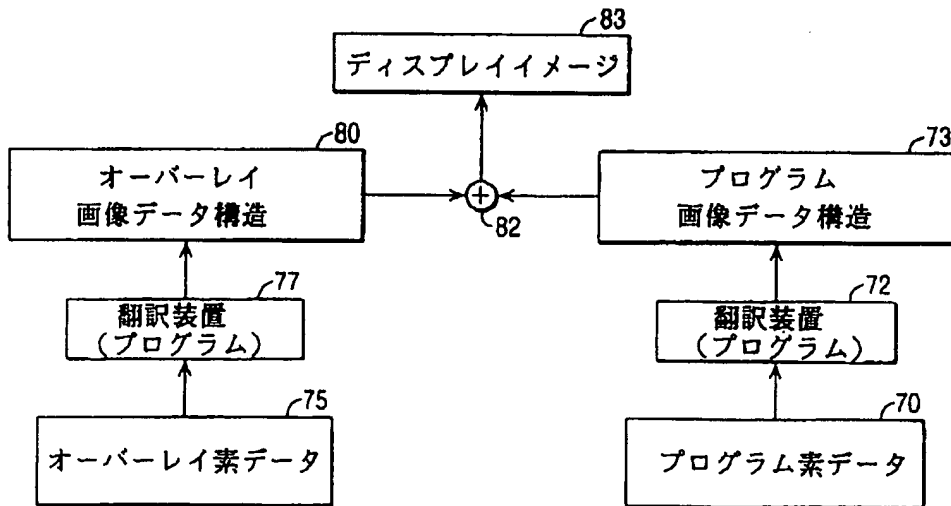 83
ディスプレイイメージ
80
オーバーレイ
画像データ構造
73
プログラム
画像データ構造
82
77
翻訳装置
(プログラム)
72
翻訳装置
(プログラム)
75
オーバーレイ素データ
70
プログラム素データ